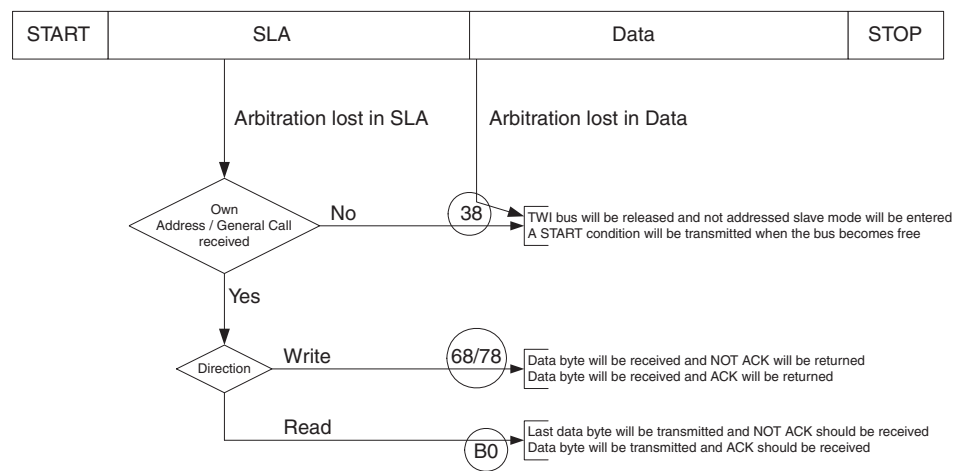 START SLA Data STOP
Arbitration lost in SLA Arbitration lost in Data
Own
Address / General Call
received
No
38
TWI bus will be released and not addressed slave mode will be entered
A START condition will be transmitted when the bus becomes free
Yes
Direction
Write
68/78
Data byte will be received and NOT ACK will be returned
Data byte will be received and ACK will be returned
Read
B0
Last data byte will be transmitted and NOT ACK should be received
Data byte will be transmitted and ACK should be received